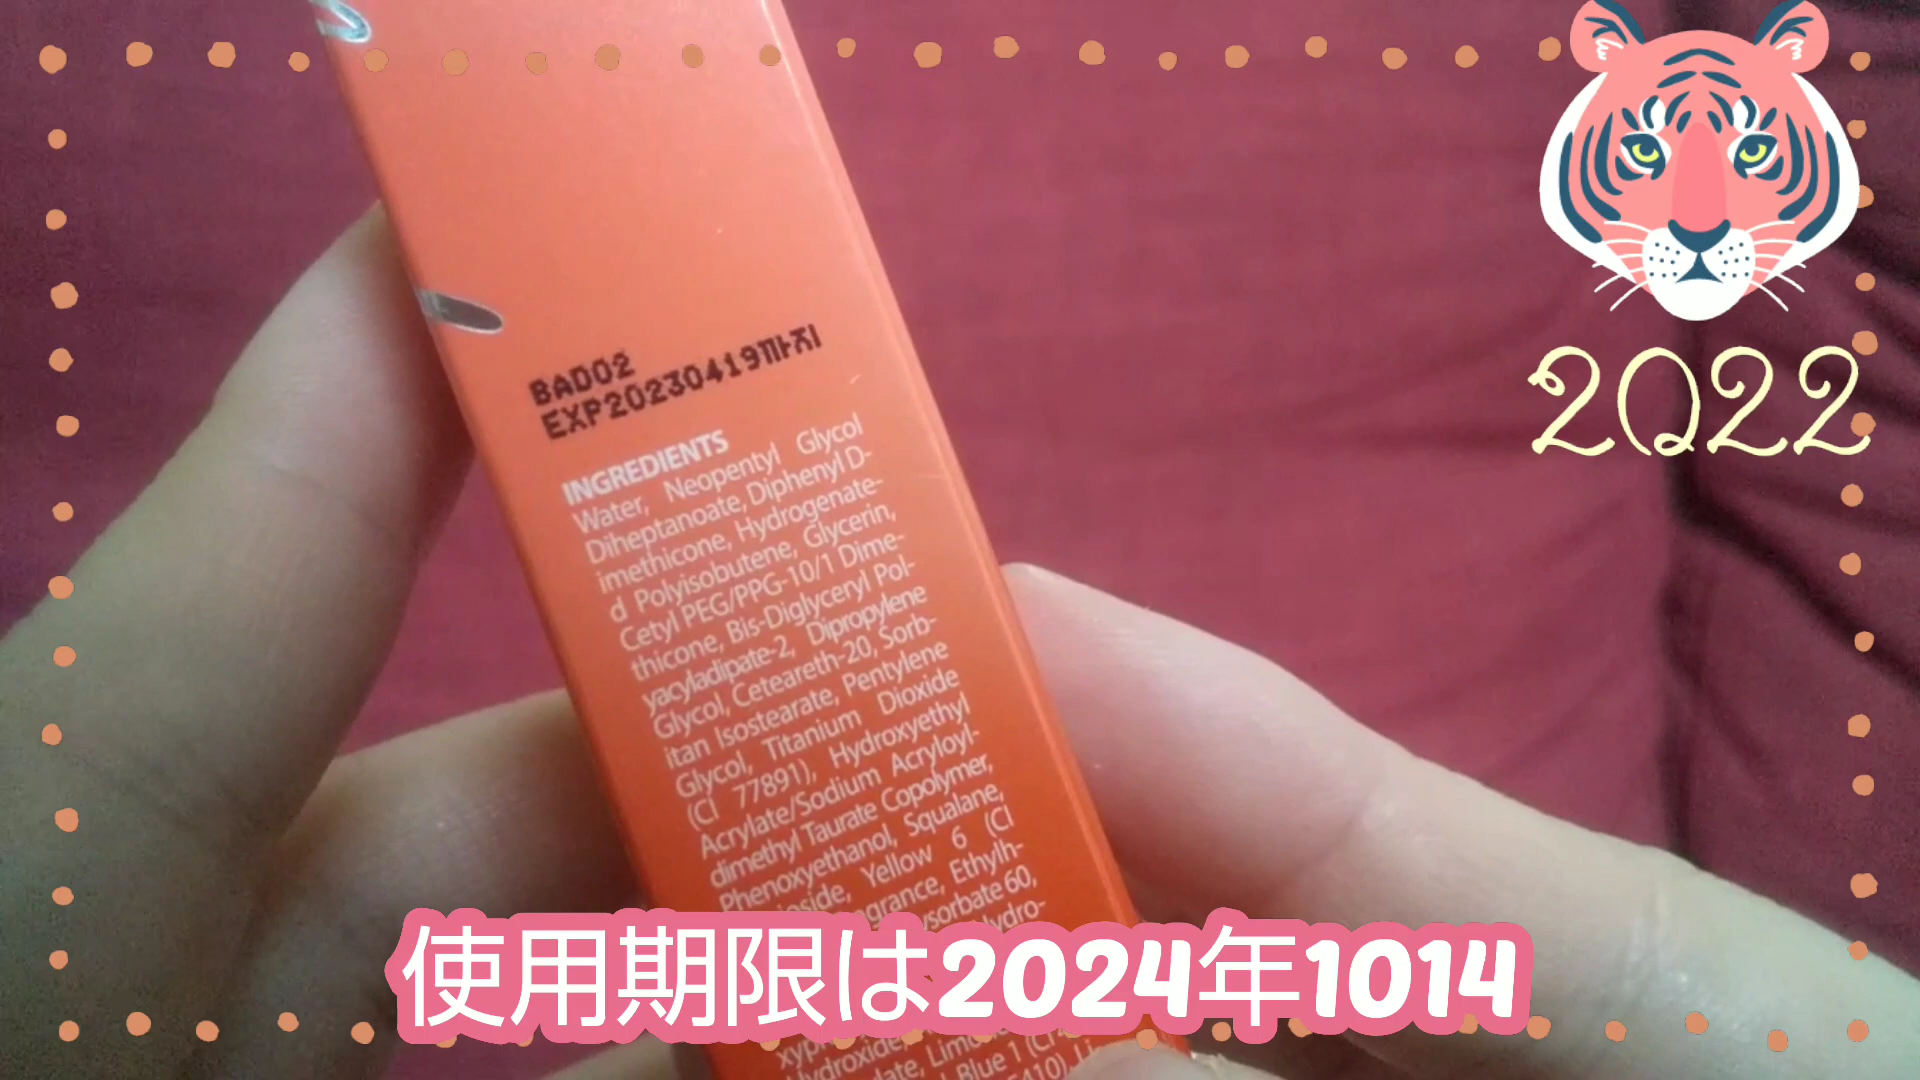 BAD02
EXP20230419까지
INGREDIENTS
Water, Neopentyl Glycol
Diheptanoate, Diphenyl D-
imethicone, Hydrogenate-
d Polyisobutene, Glycerin,
Cetyl PEG/PPG-10/1 Dime-
thicone, Bis-Diglyceryl Pol-
yacyladipate-2, Dipropylene
Glycol, Ceteareth-20, Sorb-
itan Isostearate, Pentylene
Glycol, Titanium Dioxide
(CI 77891), Hydroxyethyl
Acrylate/Sodium Acryloyl-
dimethyl Taurate Copolymer,
Phenoxyethanol, Squalane,
Yellow 6 (CI
Ethylh-
2022
使用期限は2024年1014